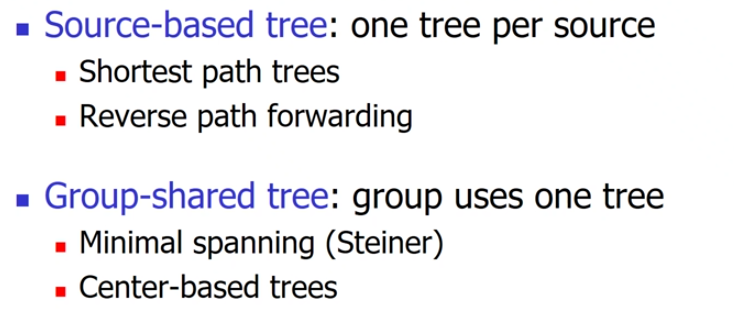 Source-based tree: one tree per source
Shortest path trees
Reverse path forwarding
Group-shared tree: group uses one tree
Minimal spanning (Steiner)
Center-based trees